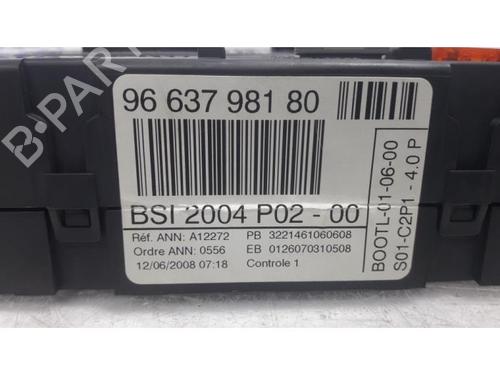 96 637 981 80
BSI 2004 P02 - 00
Réf. ANN: A12272 PB 3221461060608
Ordre ANN: 0556 EB 0126070310508
12/06/2008 07:18 Controle 1
BOOTL-01-06-00
S01-C2P1 - 4.0 P
B-PARTS